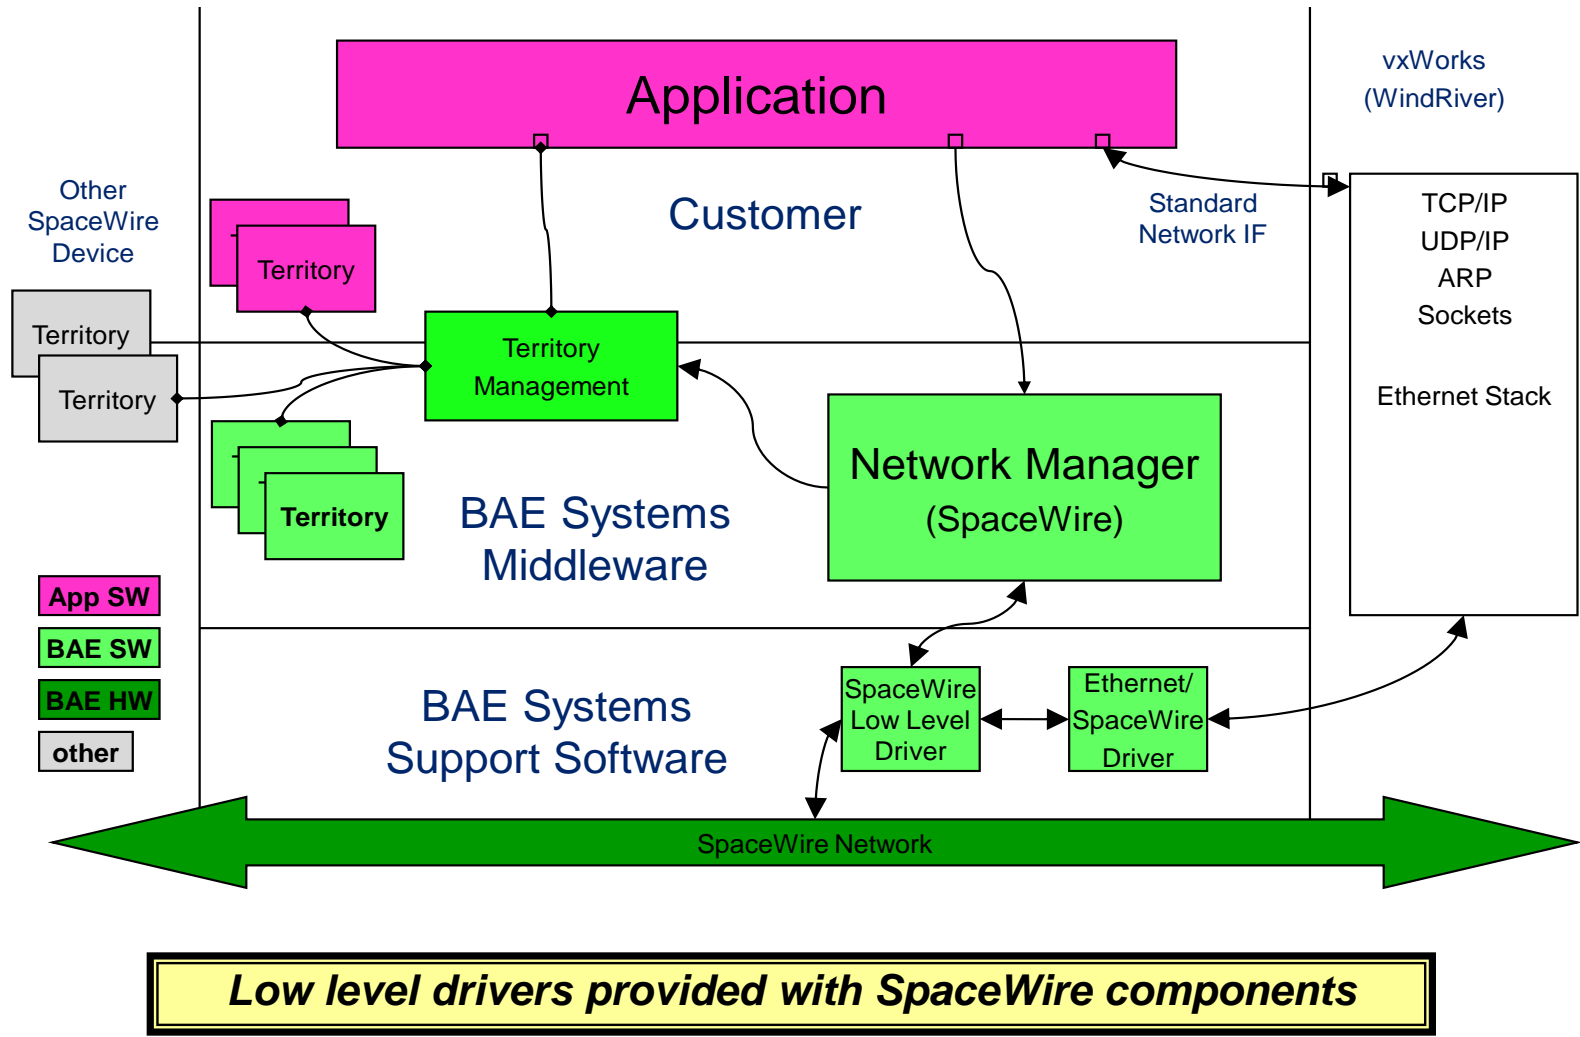 Application
vxWorks
(WindRiver)
Other
SpaceWire
Device
Customer
Standard
Network IF
TCP/IP
UDP/IP
ARP
Sockets
Ethernet Stack
Territory
Territory
Territory
Territory
Management
Network Manager
(SpaceWire)
Territory
BAE Systems
Middleware
App SW
BAE SW
BAE HW
other
BAE Systems
Support Software
SpaceWire
Low Level
Driver
Ethernet/
SpaceWire
Driver
SpaceWire Network
Low level drivers provided with SpaceWire components